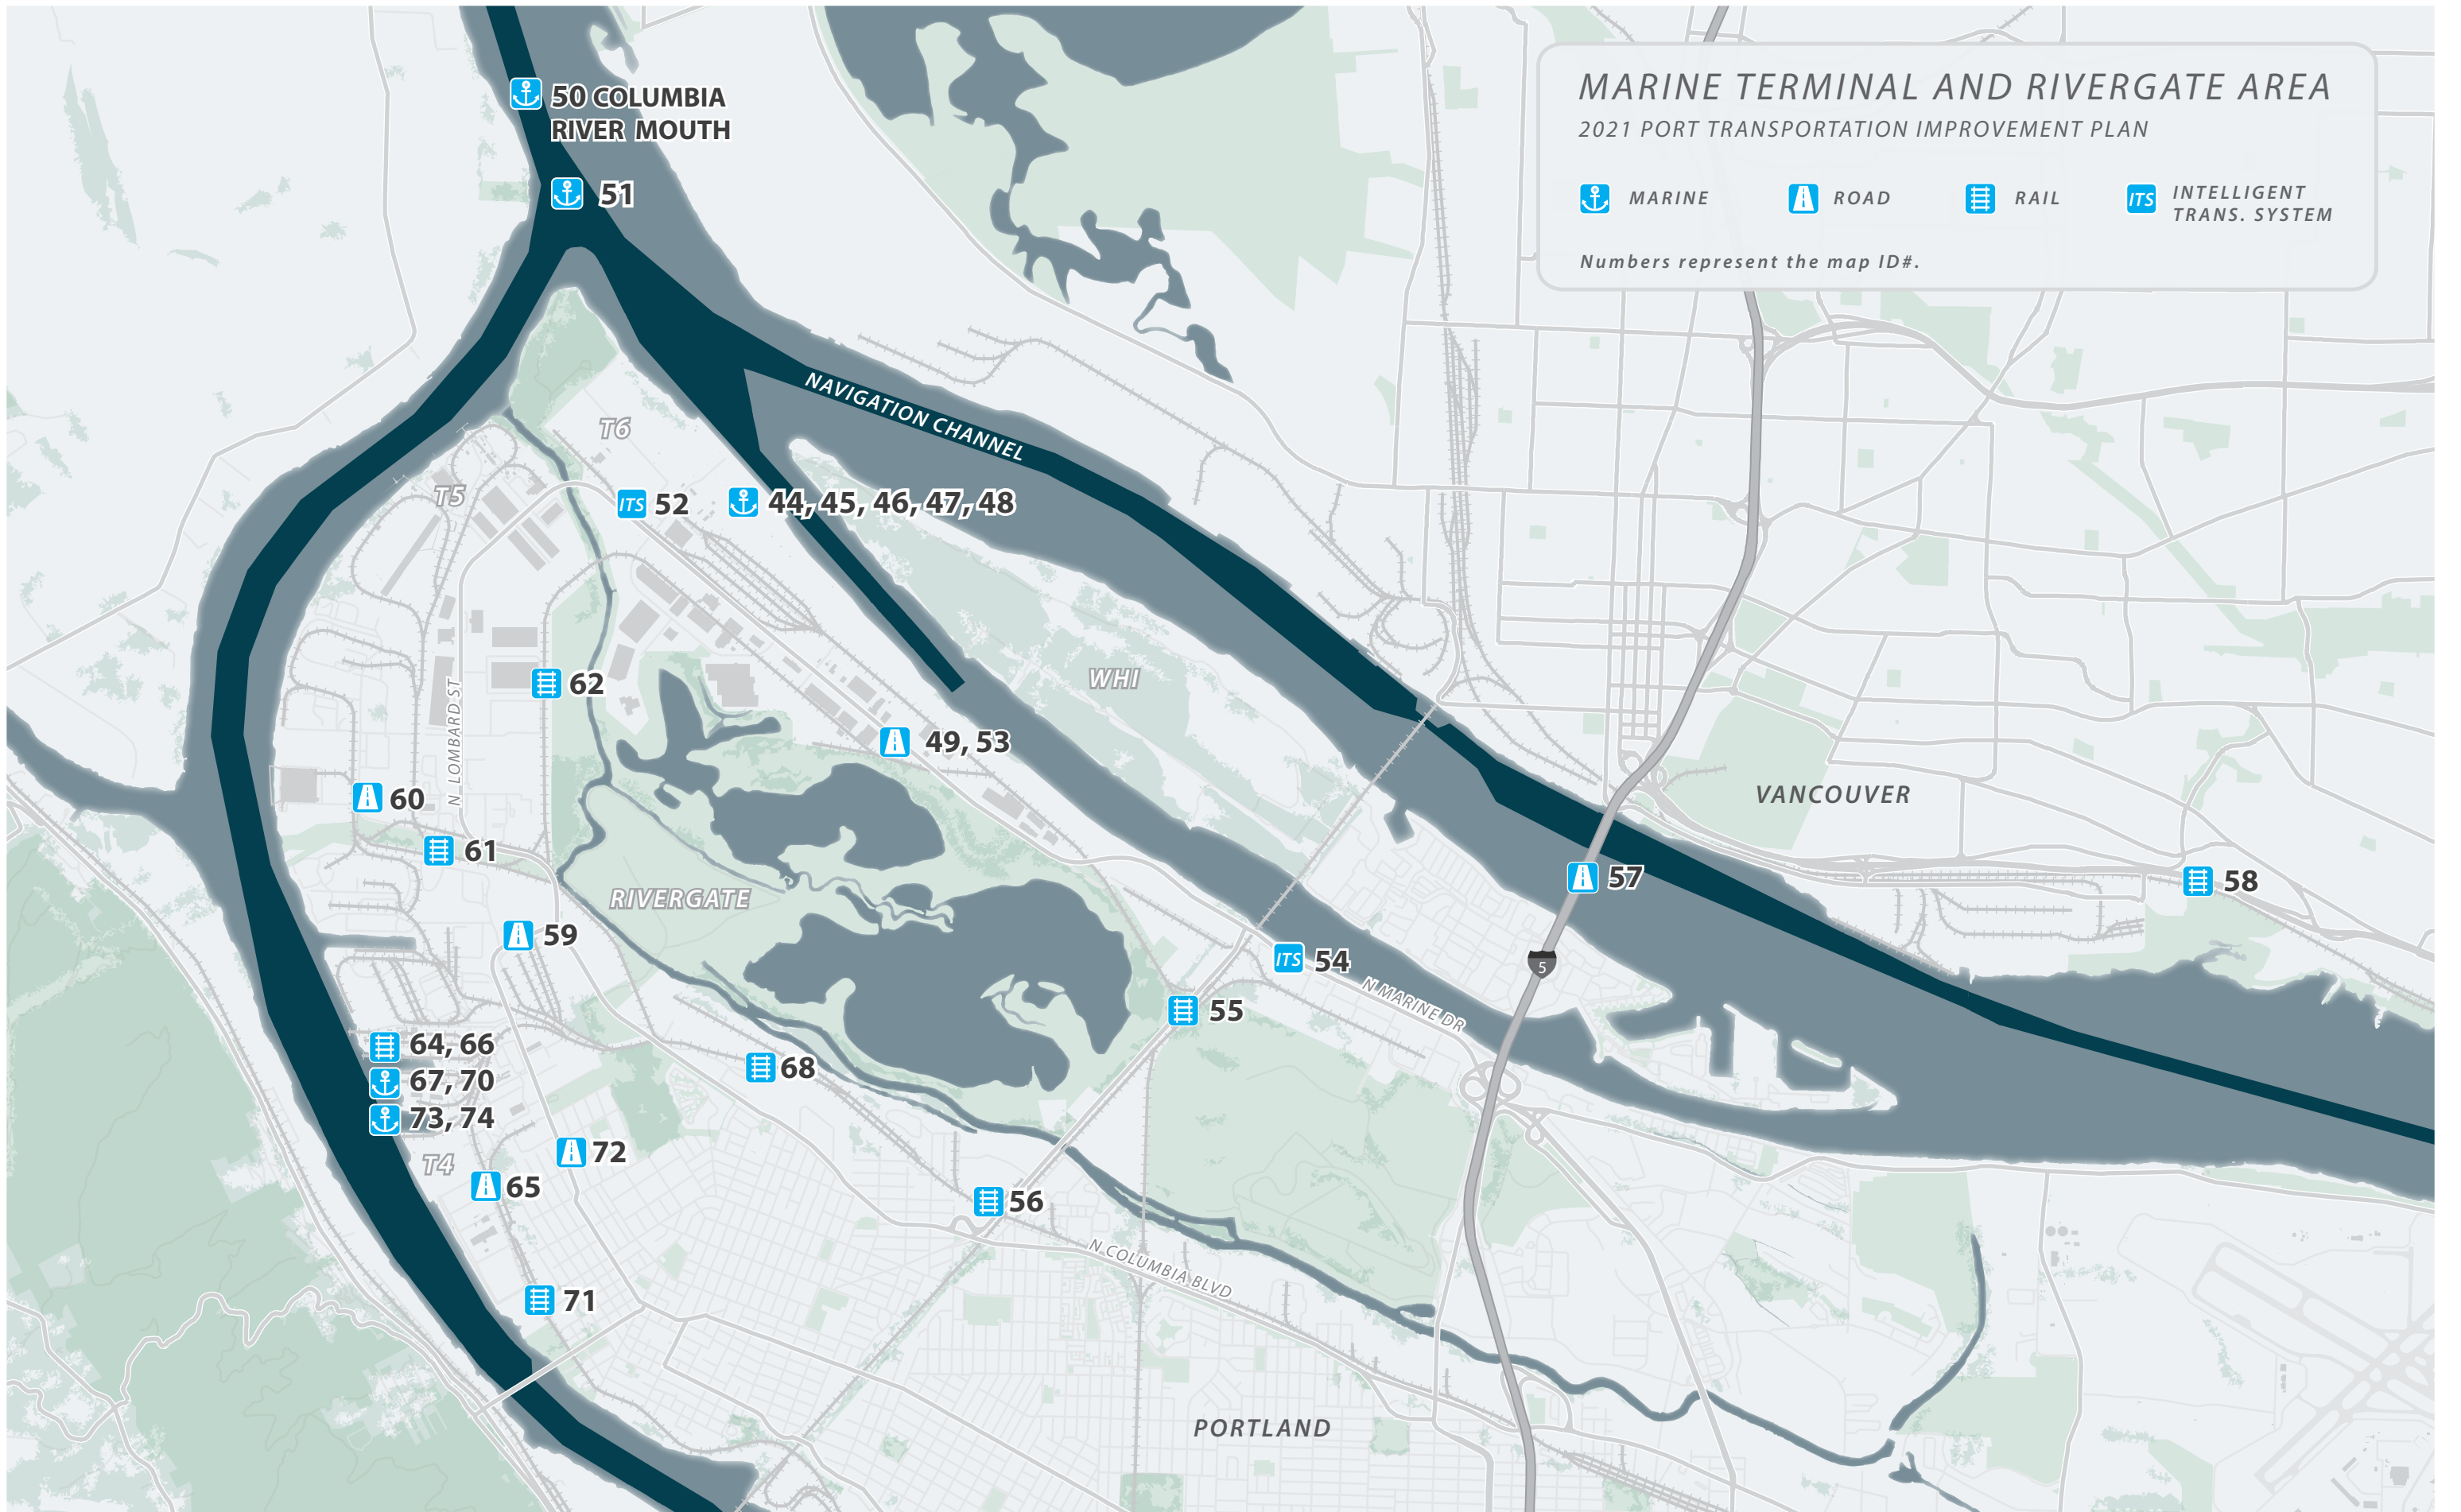 MARINE TERMINAL AND RIVERGATE AREA
2021 PORT TRANSPORTATION IMPROVEMENT PLAN
MARINE
ROAD
RAIL
ITS
INTELLIGENT
TRANS. SYSTEM
Numbers represent the map ID#.
50 COLUMBIA
RIVER MOUTH
51
NAVIGATION CHANNEL
T6
T5
ITS 52
44, 45, 46, 47, 48
WHI
62
N LOMBARD ST
49, 53
60
VANCOUVER
61
57
58
RIVERGATE
59
ITS 54
5
N MARINE DR
55
64, 66
68
67, 70
73, 74
72
T4
65
56
N COLUMBIA BLVD
71
PORTLAND